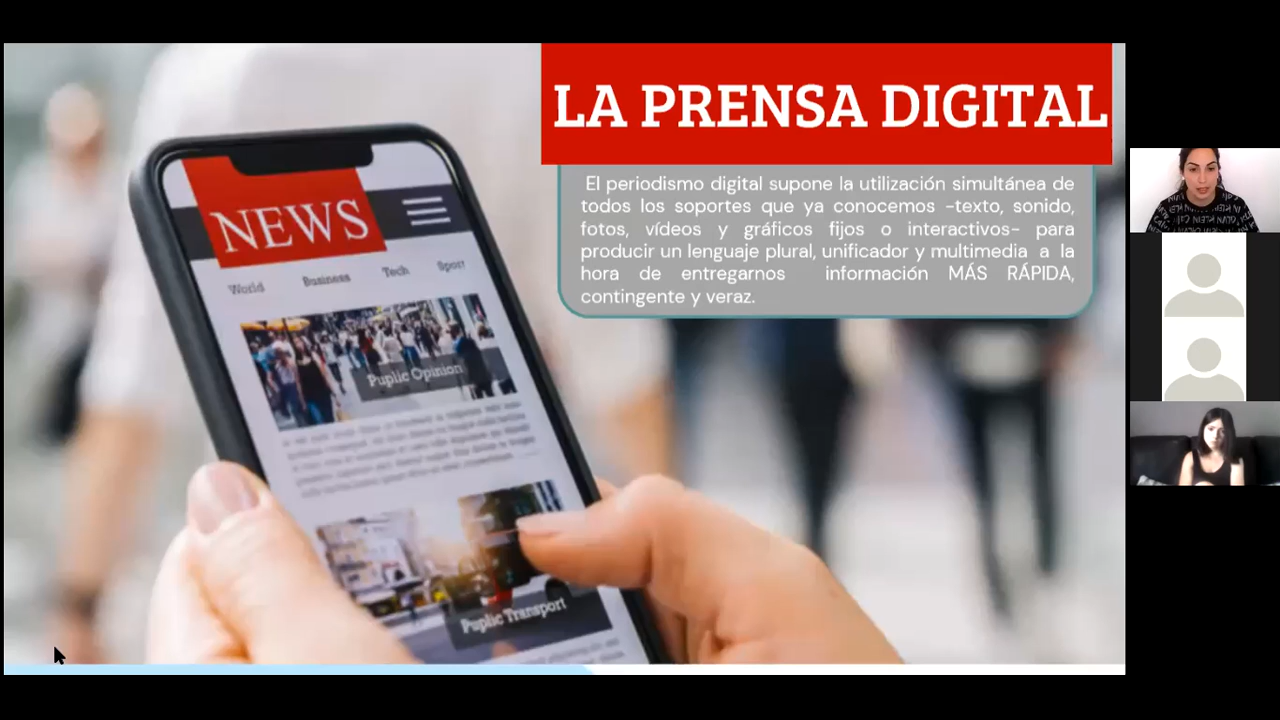 LA PRENSA DIGITAL
El periodismo digital supone la utilización simultánea de
todos los soportes que ya conocemos -texto, sonido,
fotos, vídeos y gráficos fijos o interactivos- para
producir un lenguaje plural, unificador y multimedia a la
hora de entregarnos información MÁS RÁPIDA,
contingente y veraz.
NEWS
World Business Tech Sport
Puplic Opinion
Puplic Transport